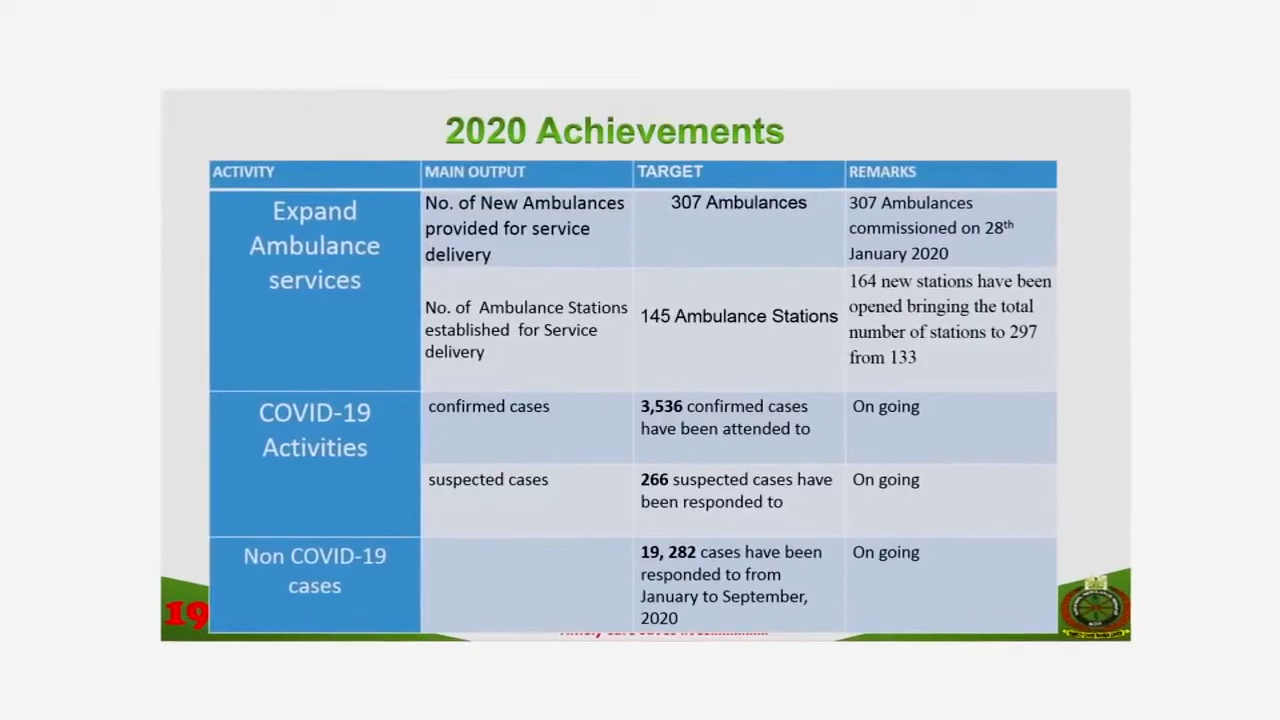 2020 Achievements
ACTIVITY MAIN OUTPUT TARGET REMARKS
Expand
Ambulance
services
No. of New Ambulances
provided for service
delivery
307 Ambulances
307 Ambulances
commissioned on 28th
January 2020
No. of Ambulance Stations
established for Service
delivery
145 Ambulance Stations
164 new stations have been
opened bringing the total
number of stations to 297
from 133
COVID-19
Activities
confirmed cases
3,536 confirmed cases
have been attended to
On going
suspected cases
266 suspected cases have
been responded to
On going
Non COVID-19
cases
19, 282 cases have been
responded to from
January to September,
2020
On going
19